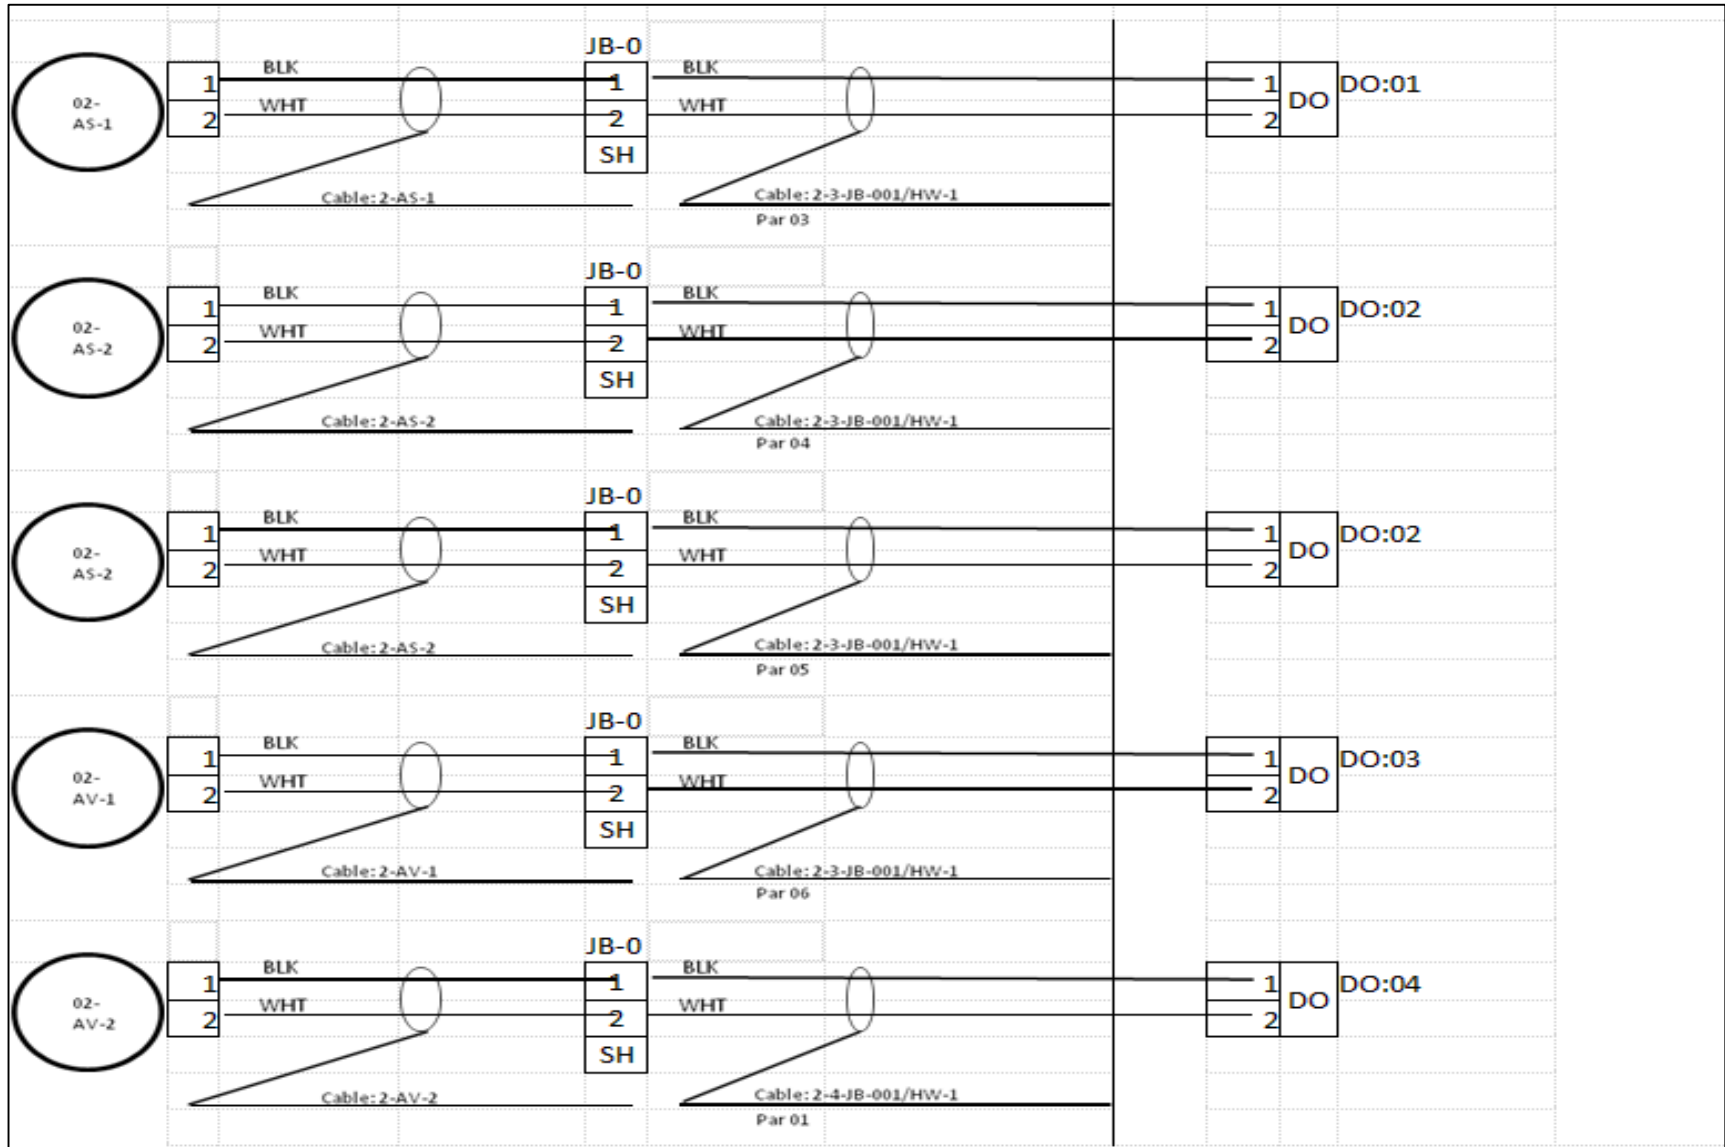 JB-0
BLK BLK
1 1 1 DO DO:01
02-
AS-1
WHT WHT
2 2 2
SH
Cable: 2-AS-1 Cable: 2-3-JB-001/HW-1
Par 03
JB-0
BLK BLK
1 1 1 DO DO:02
02-
AS-2
WHT WHT
2 2 2
SH
Cable: 2-AS-2 Cable: 2-3-JB-001/HW-1
Par 04
JB-0
BLK BLK
1 1 1 DO DO:02
02-
AS-2
WHT WHT
2 2 2
SH
Cable: 2-AS-2 Cable: 2-3-JB-001/HW-1
Par 05
JB-0
BLK BLK
1 1 1 DO DO:03
02-
AV-1
WHT WHT
2 2 2
SH
Cable: 2-AV-1 Cable: 2-3-JB-001/HW-1
Par 06
JB-0
BLK BLK
1 1 1 DO DO:04
02-
AV-2
WHT WHT
2 2 2
SH
Cable: 2-AV-2 Cable: 2-4-JB-001/HW-1
Par 01